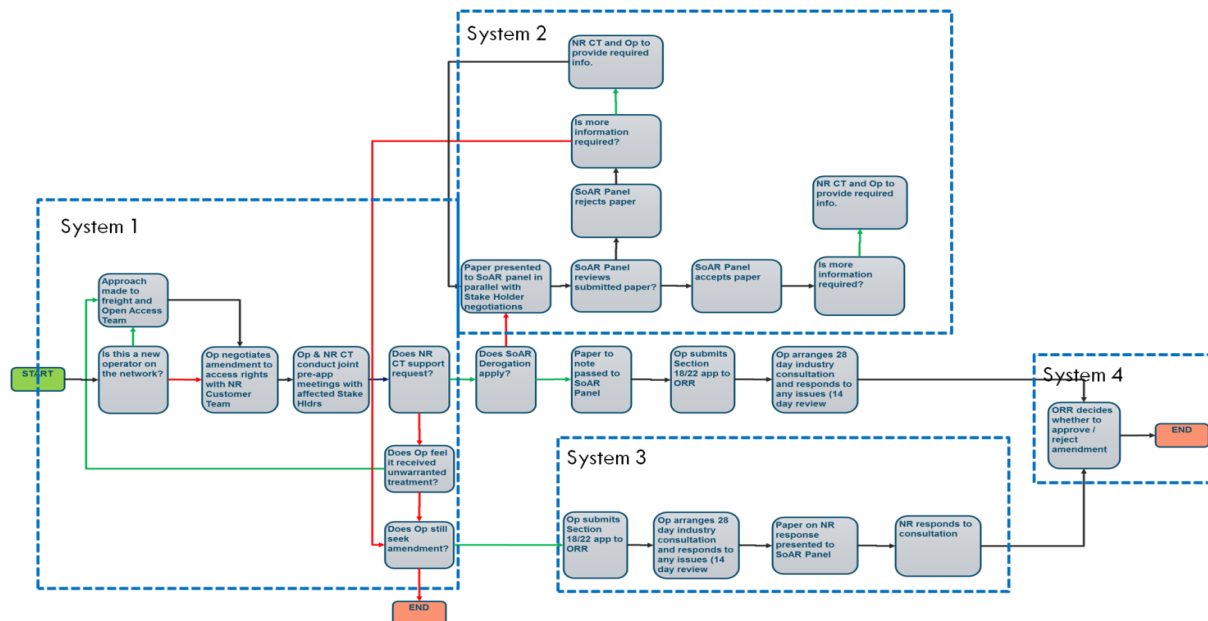 System 2
NR CT and Op to
provide required
info.
Is more
information
required?
NR CT and Op to
provide required
info.
SoAR Panel
rejects paper
System 1
Approach
made to
freight and
Open Access
Team
Paper presented
to SoAR panel in
parallel with
Stake Holder
negotiations
SoAR Panel
reviews
submitted paper?
SoAR Panel
accepts paper
Is more
information
required?
START
Is this a new
operator on
the network?
Op negotiates
amendment to
access rights
with NR
Customer
Team
Op & NR CT
conduct joint
pre-app
meetings with
affected Stake
Hldrs
Does NR
CT support
request?
Does SoAR
Derogation
apply?
Paper to
note passed
to SoAR
Panel
Op submits
Section
18/22 app to
ORR
Op arranges 28
day industry
consultation
and responds to
any issues (14
day review
System 4
ORR decides
whether to
approve /
reject
amendment
END
Does Op feel
it received
unwarranted
treatment?
System 3
Does Op still
seek
amendment?
Op submits
Section
18/22 app to
ORR
Op arranges 28
day industry
consultation
and responds to
any issues (14
day review
Paper on NR
response
presented to
SoAR Panel
NR responds to
consultation
END